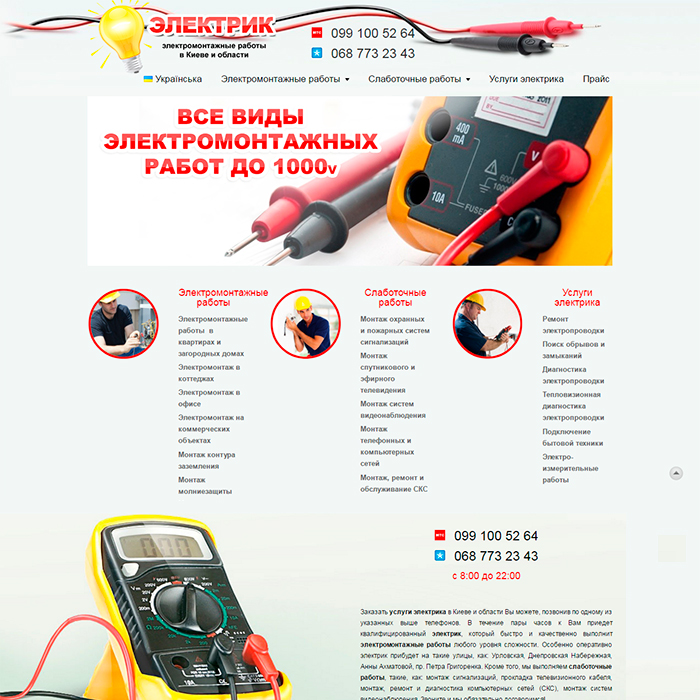 ЭЛЕКТРИК
электромонтажные работы
в Киеве и области
МТС 099 100 52 64
068 773 23 43
Українська Электромонтажные работы Слаботочные работы Услуги электрика Прайс
ВСЕ ВИДЫ
ЭЛЕКТРОМОНТАЖНЫХ
РАБОТ ДО 1000v
400
mA
10A
V
FUSE
Электромонтажные
работы
Электромонтажные
работы в
квартирах и
загородных домах
Электромонтаж в
коттеджах
Электромонтаж в
офисе
Электромонтаж на
коммерческих
объектах
Монтаж контура
заземления
Монтаж
молниезащиты
Слаботочные
работы
Монтаж охранных
и пожарных систем
сигнализаций
Монтаж
спутникового и
эфирного
телевидения
Монтаж систем
видеонаблюдения
Монтаж
телефонных и
компьютерных
сетей
Монтаж, ремонт и
обслуживание СКС
Услуги
электрика
Ремонт
электропроводки
Поиск обрывов и
замыканий
Диагностика
электропроводки
Тепловизионная
диагностика
электропроводки
Подключение
бытовой техники
Электро-
измерительные
работы
МТС 099 100 52 64
068 773 23 43
с 8:00 до 22:00
Заказать услуги электрика в Киеве и области Вы можете, позвонив по одному из
указанных выше телефонов. В течение пары часов к Вам приедет
квалифицированный электрик, который быстро и качественно выполнит
электромонтажные работы любого уровня сложности. Особенно оперативно
электрик прибудет на такие улицы, как: Урловская, Днепровская Набережная,
Анны Ахматовой, пр. Петра Григоренка. Кроме того, мы выполняем слаботочные
работы, такие, как: монтаж сигнализаций, прокладка телевизионного кабеля,
монтаж, ремонт и диагностика компьютерных сетей (СКС), монтаж систем